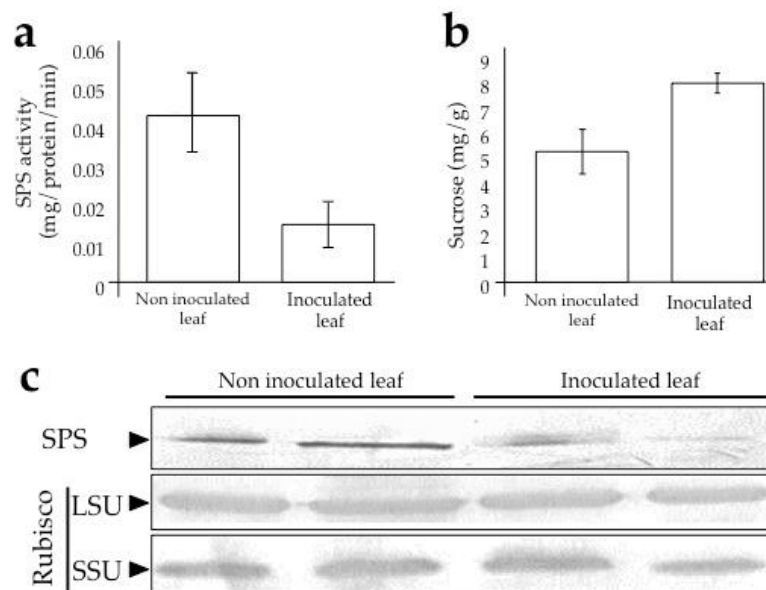 a
SPS activity
(mg/protein/min)
0.06
0.05
0.04
0.03
0.02
0.01
0
Non inoculated
leaf
Inoculated
leaf
b
Sucrose (mg/g)
9
8
7
6
5
4
3
2
1
0
Non inoculated
leaf
Inoculated
leaf
c
Non inoculated leaf
Inoculated leaf
SPS
Rubisco
LSU
SSU